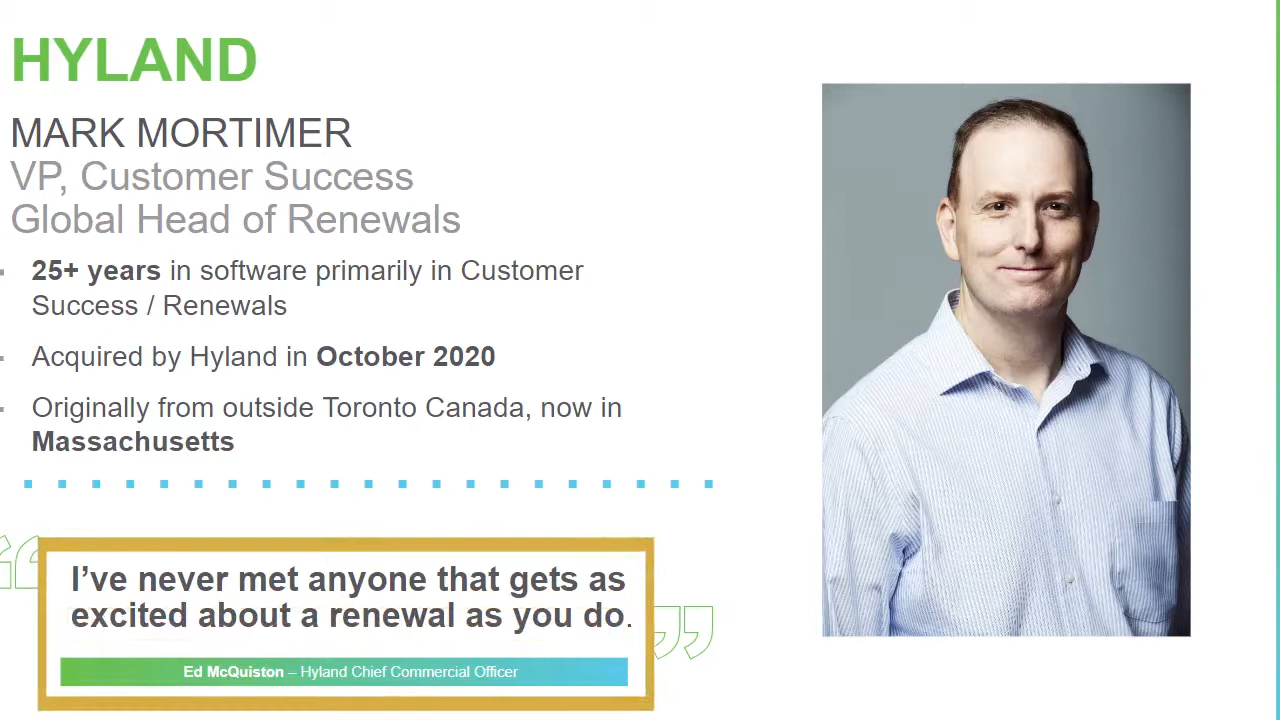 HYLAND
MARK MORTIMER
VP, Customer Success
Global Head of Renewals
▪ 25+ years in software primarily in Customer
Success / Renewals
▪ Acquired by Hyland in October 2020
▪ Originally from outside Toronto Canada, now in
Massachusetts
“I’ve never met anyone that gets as
excited about a renewal as you do.”
Ed McQuiston – Hyland Chief Commercial Officer